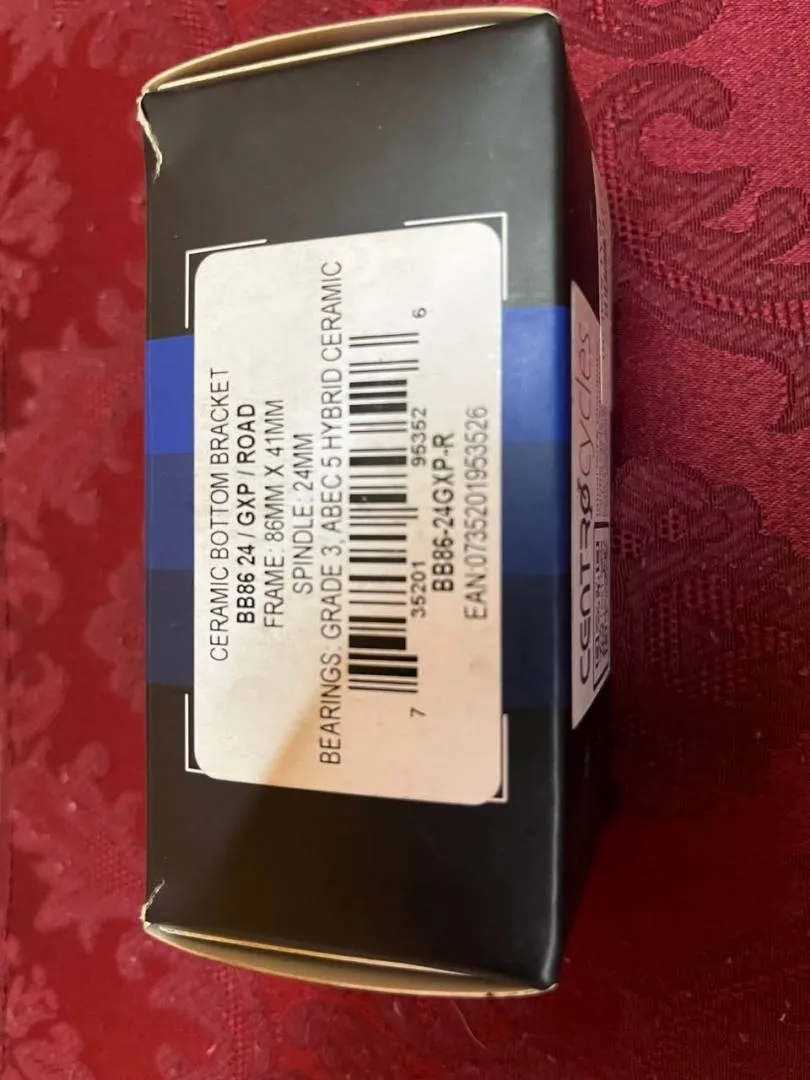 CERAMIC BOTTOM BRACKET
BB86 24 / GXP / ROAD
FRAME: 86MM X 41MM
SPINDLE: 24MM
BEARINGS: GRADE 3, ABEC 5 HYBRID CERAMIC
7 35201 95352 6
BB86-24GXP-R
EAN:0735201953526
CENTROcycles